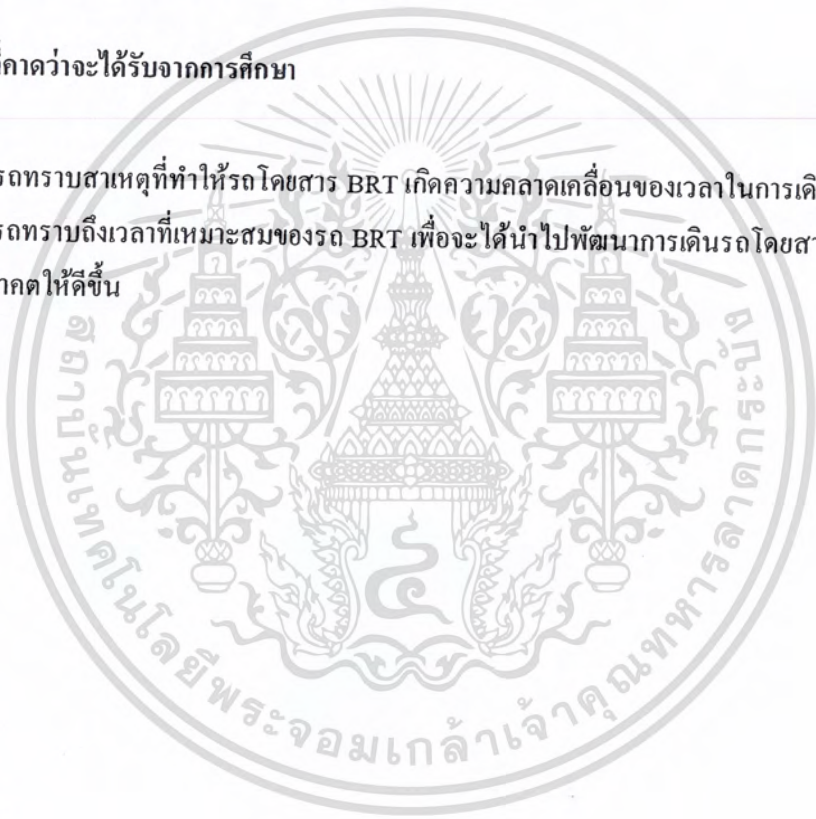 คาดว่าจะได้รับจากการศึกษา
รถทราบสาเหตุที่ทำให้รถโดยสาร BRT เกิดความคลาดเคลื่อนของเวลาในการเดิ
รถทราบถึงเวลาที่เหมาะสมของรถ BRT เพื่อจะได้นำไปพัฒนาการเดินรถโดยสา
าคตให้ดีขึ้น
สถาบันเทคโนโลยีพระจอมเกล้าเจ้าคุณทหารลาดกระบัง